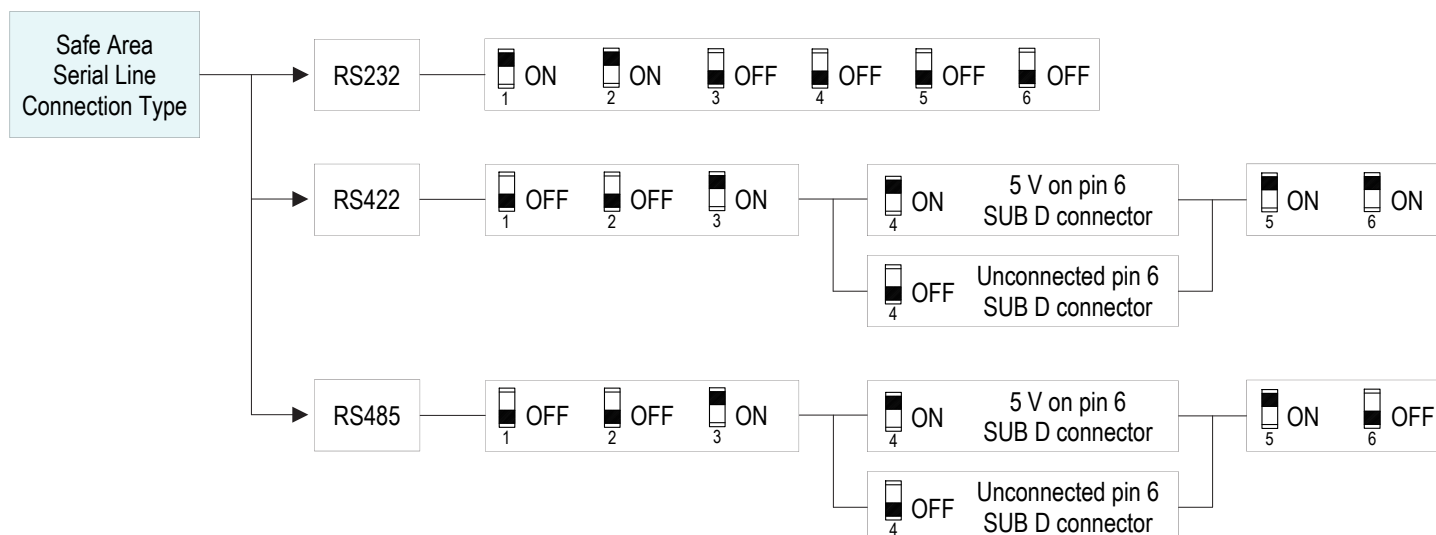 Safe Area
Serial Line
Connection Type
RS232
ON ON OFF OFF OFF OFF
1 2 3 4 5 6
RS422
OFF OFF ON
1 2 3
ON 5 V on pin 6
SUB D connector
4
OFF Unconnected pin 6
SUB D connector
4
ON ON
5 6
RS485
OFF OFF ON
1 2 3
ON 5 V on pin 6
SUB D connector
4
OFF Unconnected pin 6
SUB D connector
4
ON OFF
5 6